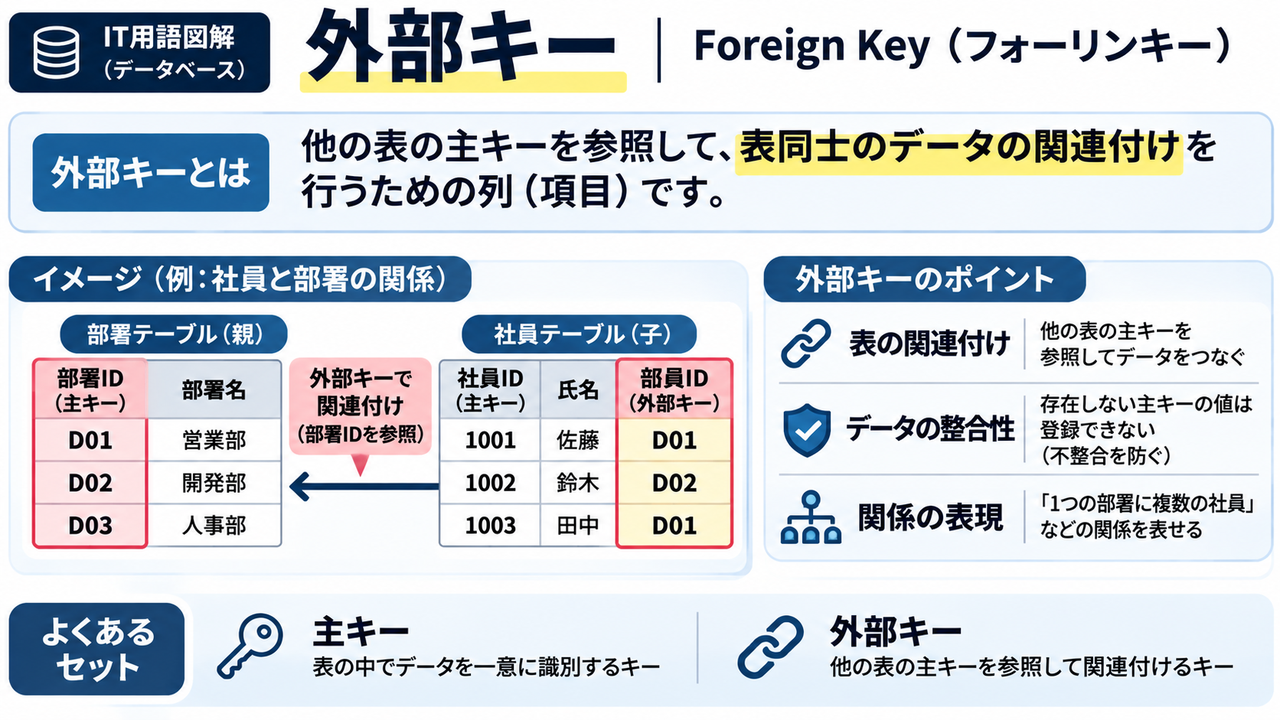 IT用語図解
（データベース）
外部キー
Foreign Key（フォーリンキー）
外部キーとは
他の表の主キーを参照して、表同士のデータの関連付けを
行うための列（項目）です。
イメージ（例：社員と部署の関係）
部署テーブル（親）
部署ID
（主キー）
部署名
D01 営業部
D02 開発部
D03 人事部
外部キーで
関連付け
（部署IDを参照）
社員テーブル（子）
社員ID
（主キー）
氏名
部員ID
（外部キー）
1001 佐藤 D01
1002 鈴木 D02
1003 田中 D01
外部キーのポイント
表の関連付け
他の表の主キーを
参照してデータをつなぐ
データの整合性
存在しない主キーの値は
登録できない
（不整合を防ぐ）
関係の表現
「1つの部署に複数の社員」
などの関係を表せる
よくある
セット
主キー
表の中でデータを一意に識別するキー
外部キー
他の表の主キーを参照して関連付けるキー